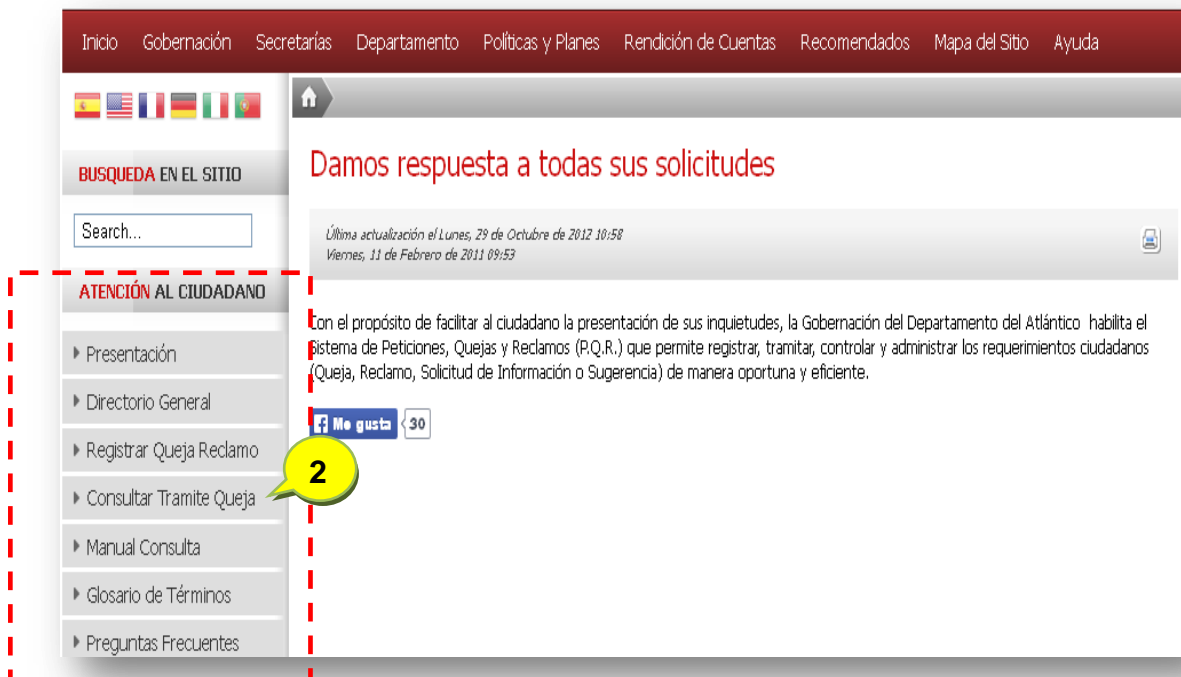 Inicio Gobernación Secretarías Departamento Políticas y Planes Rendición de Cuentas Recomendados Mapa del Sitio Ayuda
BUSQUEDA EN EL SITIO
Search...
ATENCIÓN AL CIUDADANO
Presentación
Directorio General
Registrar Queja Reclamo
Consultar Tramite Queja
Manual Consulta
Glosario de Términos
Preguntas Frecuentes
2
Damos respuesta a todas sus solicitudes
Última actualización el Lunes, 29 de Octubre de 2012 10:58
Viernes, 11 de Febrero de 2011 09:53
Con el propósito de facilitar al ciudadano la presentación de sus inquietudes, la Gobernación del Departamento del Atlántico habilita el
Sistema de Peticiones, Quejas y Reclamos (P.Q.R.) que permite registrar, tramitar, controlar y administrar los requerimientos ciudadanos
(Queja, Reclamo, Solicitud de Información o Sugerencia) de manera oportuna y eficiente.
Me gusta 30